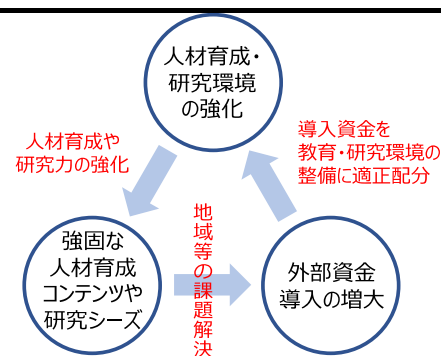 人材育成・
研究環境
の強化
人材育成や
研究力の強化
導入資金を
教育・研究環境の
整備に適正配分
地域等の課題解決
強固な
人材育成
コンテンツや
研究シーズ
外部資金
導入の増大